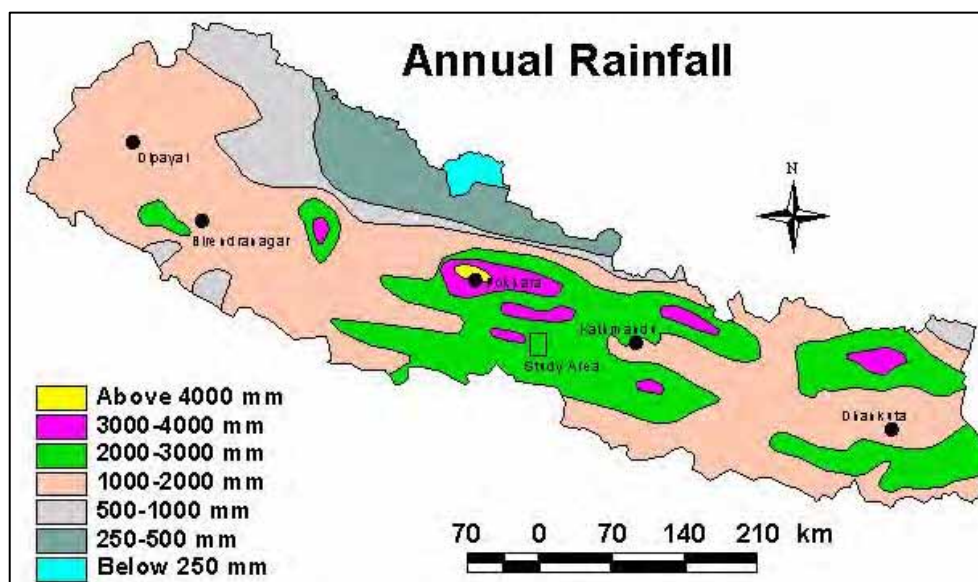 Annual Rainfall
N
Dipayal
Birendranagar
Pokhara
Kathmandu
Study Area
Dhankuta
Above 4000 mm
3000-4000 mm
2000-3000 mm
1000-2000 mm
500-1000 mm
250-500 mm
Below 250 mm
70 0 70 140 210 km